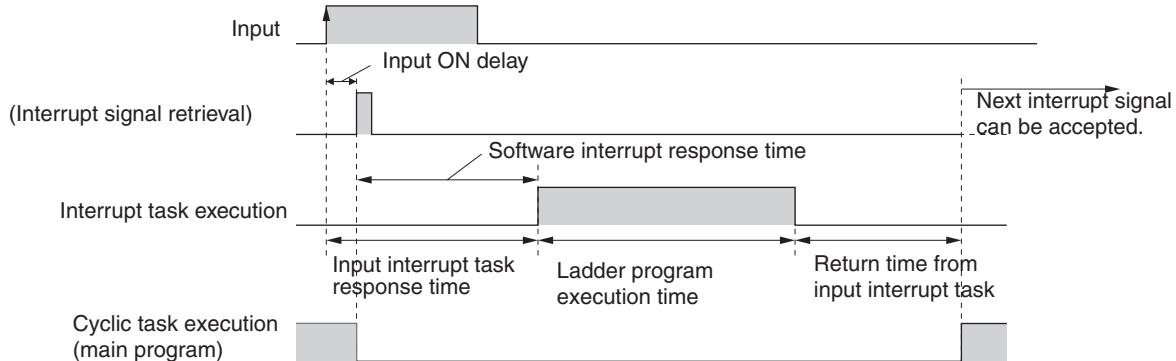 Input
Input ON delay
(Interrupt signal retrieval)
Next interrupt signal
can be accepted.
Software interrupt response time
Interrupt task execution
Input interrupt task
response time
Ladder program
execution time
Return time from
input interrupt task
Cyclic task execution
(main program)